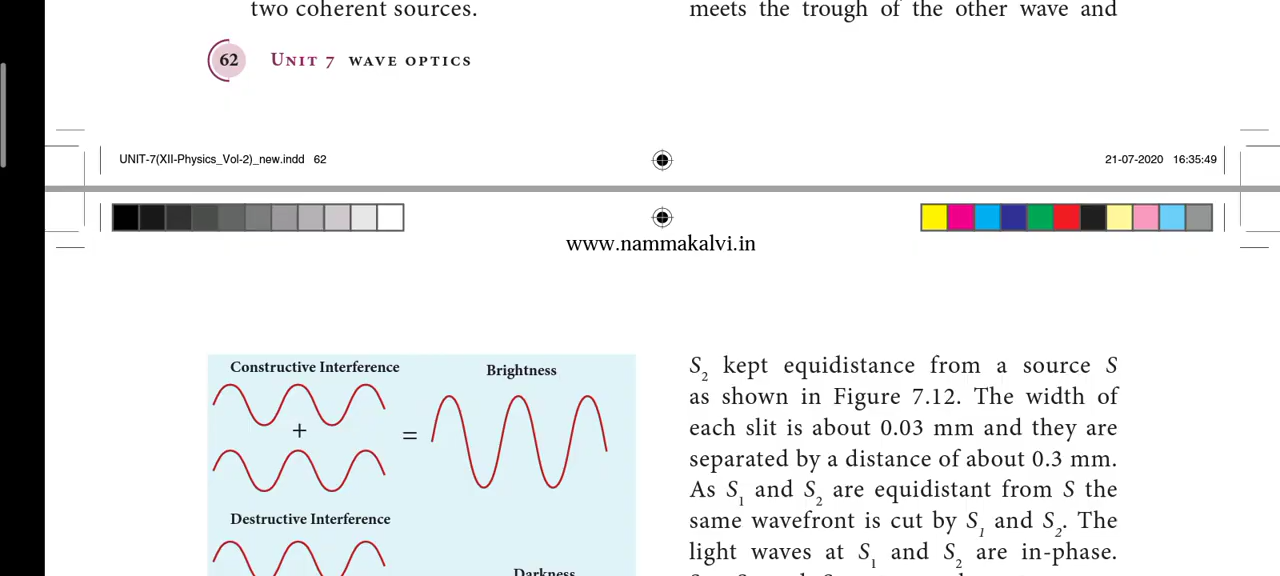 two coherent sources.
meets the trough of the other wave and
62 UNIT 7 WAVE OPTICS
UNIT-7(XII-Physics_Vol-2)_new.indd 62
21-07-2020 16:35:49
www.nammakalvi.in
Constructive Interference
Brightness
+
=
Destructive Interference
Darkness
S2 kept equidistance from a source S
as shown in Figure 7.12. The width of
each slit is about 0.03 mm and they are
separated by a distance of about 0.3 mm.
As S1 and S2 are equidistant from S the
same wavefront is cut by S1 and S2. The
light waves at S1 and S2 are in-phase.